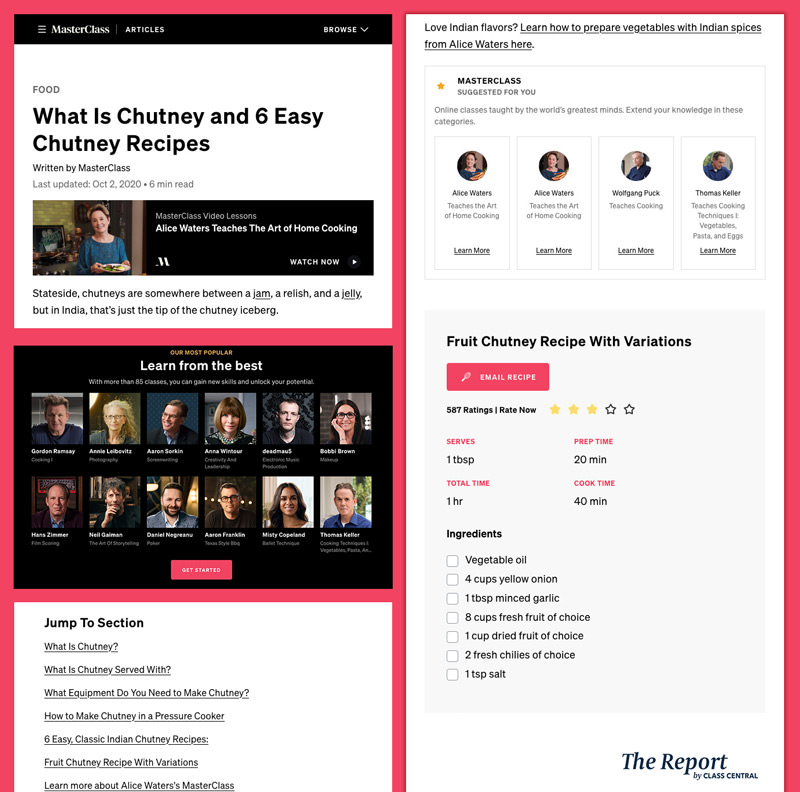 MasterClass
ARTICLES
BROWSE
FOOD
What Is Chutney and 6 Easy
Chutney Recipes
Written by MasterClass
Last updated: Oct 2, 2020 • 6 min read
MasterClass Video Lessons
Alice Waters Teaches The Art of Home Cooking
WATCH NOW
Stateside, chutneys are somewhere between a jam, a relish, and a jelly,
but in India, that's just the tip of the chutney iceberg.
OUR MOST POPULAR
Learn from the best
With more than 85 classes, you can gain new skills and unlock your potential.
Gordon Ramsay
Cooking I
Annie Leibovitz
Photography
Aaron Sorkin
Screenwriting
Anna Wintour
Creativity And
Leadership
deadmau5
Electronic Music
Production
Bobbi Brown
Makeup
Hans Zimmer
Film Scoring
Neil Gaiman
The Art Of Storytelling
Daniel Negreanu
Poker
Aaron Franklin
Texas Style Bbq
Misty Copeland
Ballet Technique
Thomas Keller
Cooking Techniques I:
Vegetables, Pasta, An...
GET STARTED
Jump To Section
What Is Chutney?
What Is Chutney Served With?
What Equipment Do You Need to Make Chutney?
How to Make Chutney in a Pressure Cooker
6 Easy, Classic Indian Chutney Recipes:
Fruit Chutney Recipe With Variations
Learn more about Alice Waters's MasterClass
Love Indian flavors? Learn how to prepare vegetables with Indian spices
from Alice Waters here.
MASTERCLASS
SUGGESTED FOR YOU
Online classes taught by the world's greatest minds. Extend your knowledge in these
categories.
Alice Waters
Teaches the Art
of Home Cooking
Learn More
Alice Waters
Teaches the Art
of Home Cooking
Learn More
Wolfgang Puck
Teaches Cooking
Learn More
Thomas Keller
Teaches Cooking
Techniques I:
Vegetables,
Pasta, and Eggs
Learn More
Fruit Chutney Recipe With Variations
EMAIL RECIPE
587 Ratings | Rate Now
SERVES
1 tbsp
PREP TIME
20 min
TOTAL TIME
1 hr
COOK TIME
40 min
Ingredients
Vegetable oil
4 cups yellow onion
1 tbsp minced garlic
8 cups fresh fruit of choice
1 cup dried fruit of choice
2 fresh chilies of choice
1 tsp salt
The Report
by CLASS CENTRAL